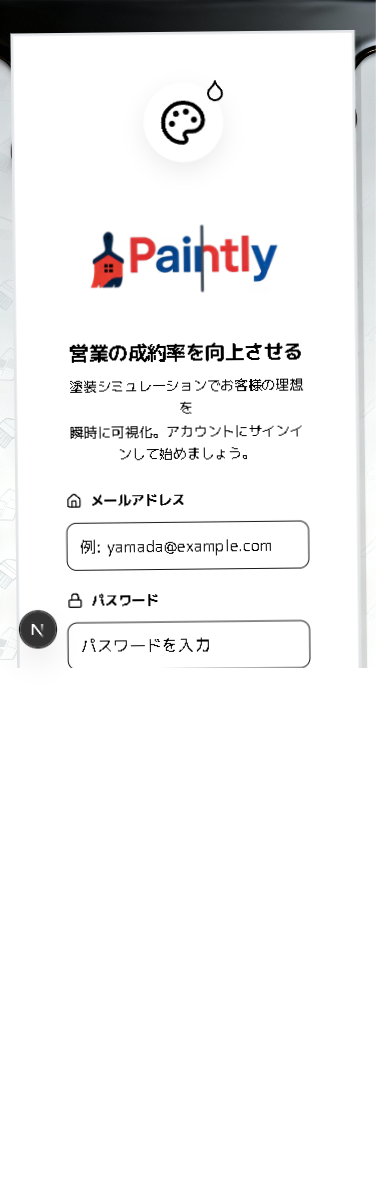 Paintly
営業の成約率を向上させる
塗装シミュレーションでお客様の理想
を
瞬時に可視化。アカウントにサインイ
ンして始めましょう。
メールアドレス
例: yamada@example.com
パスワード
パスワードを入力
N